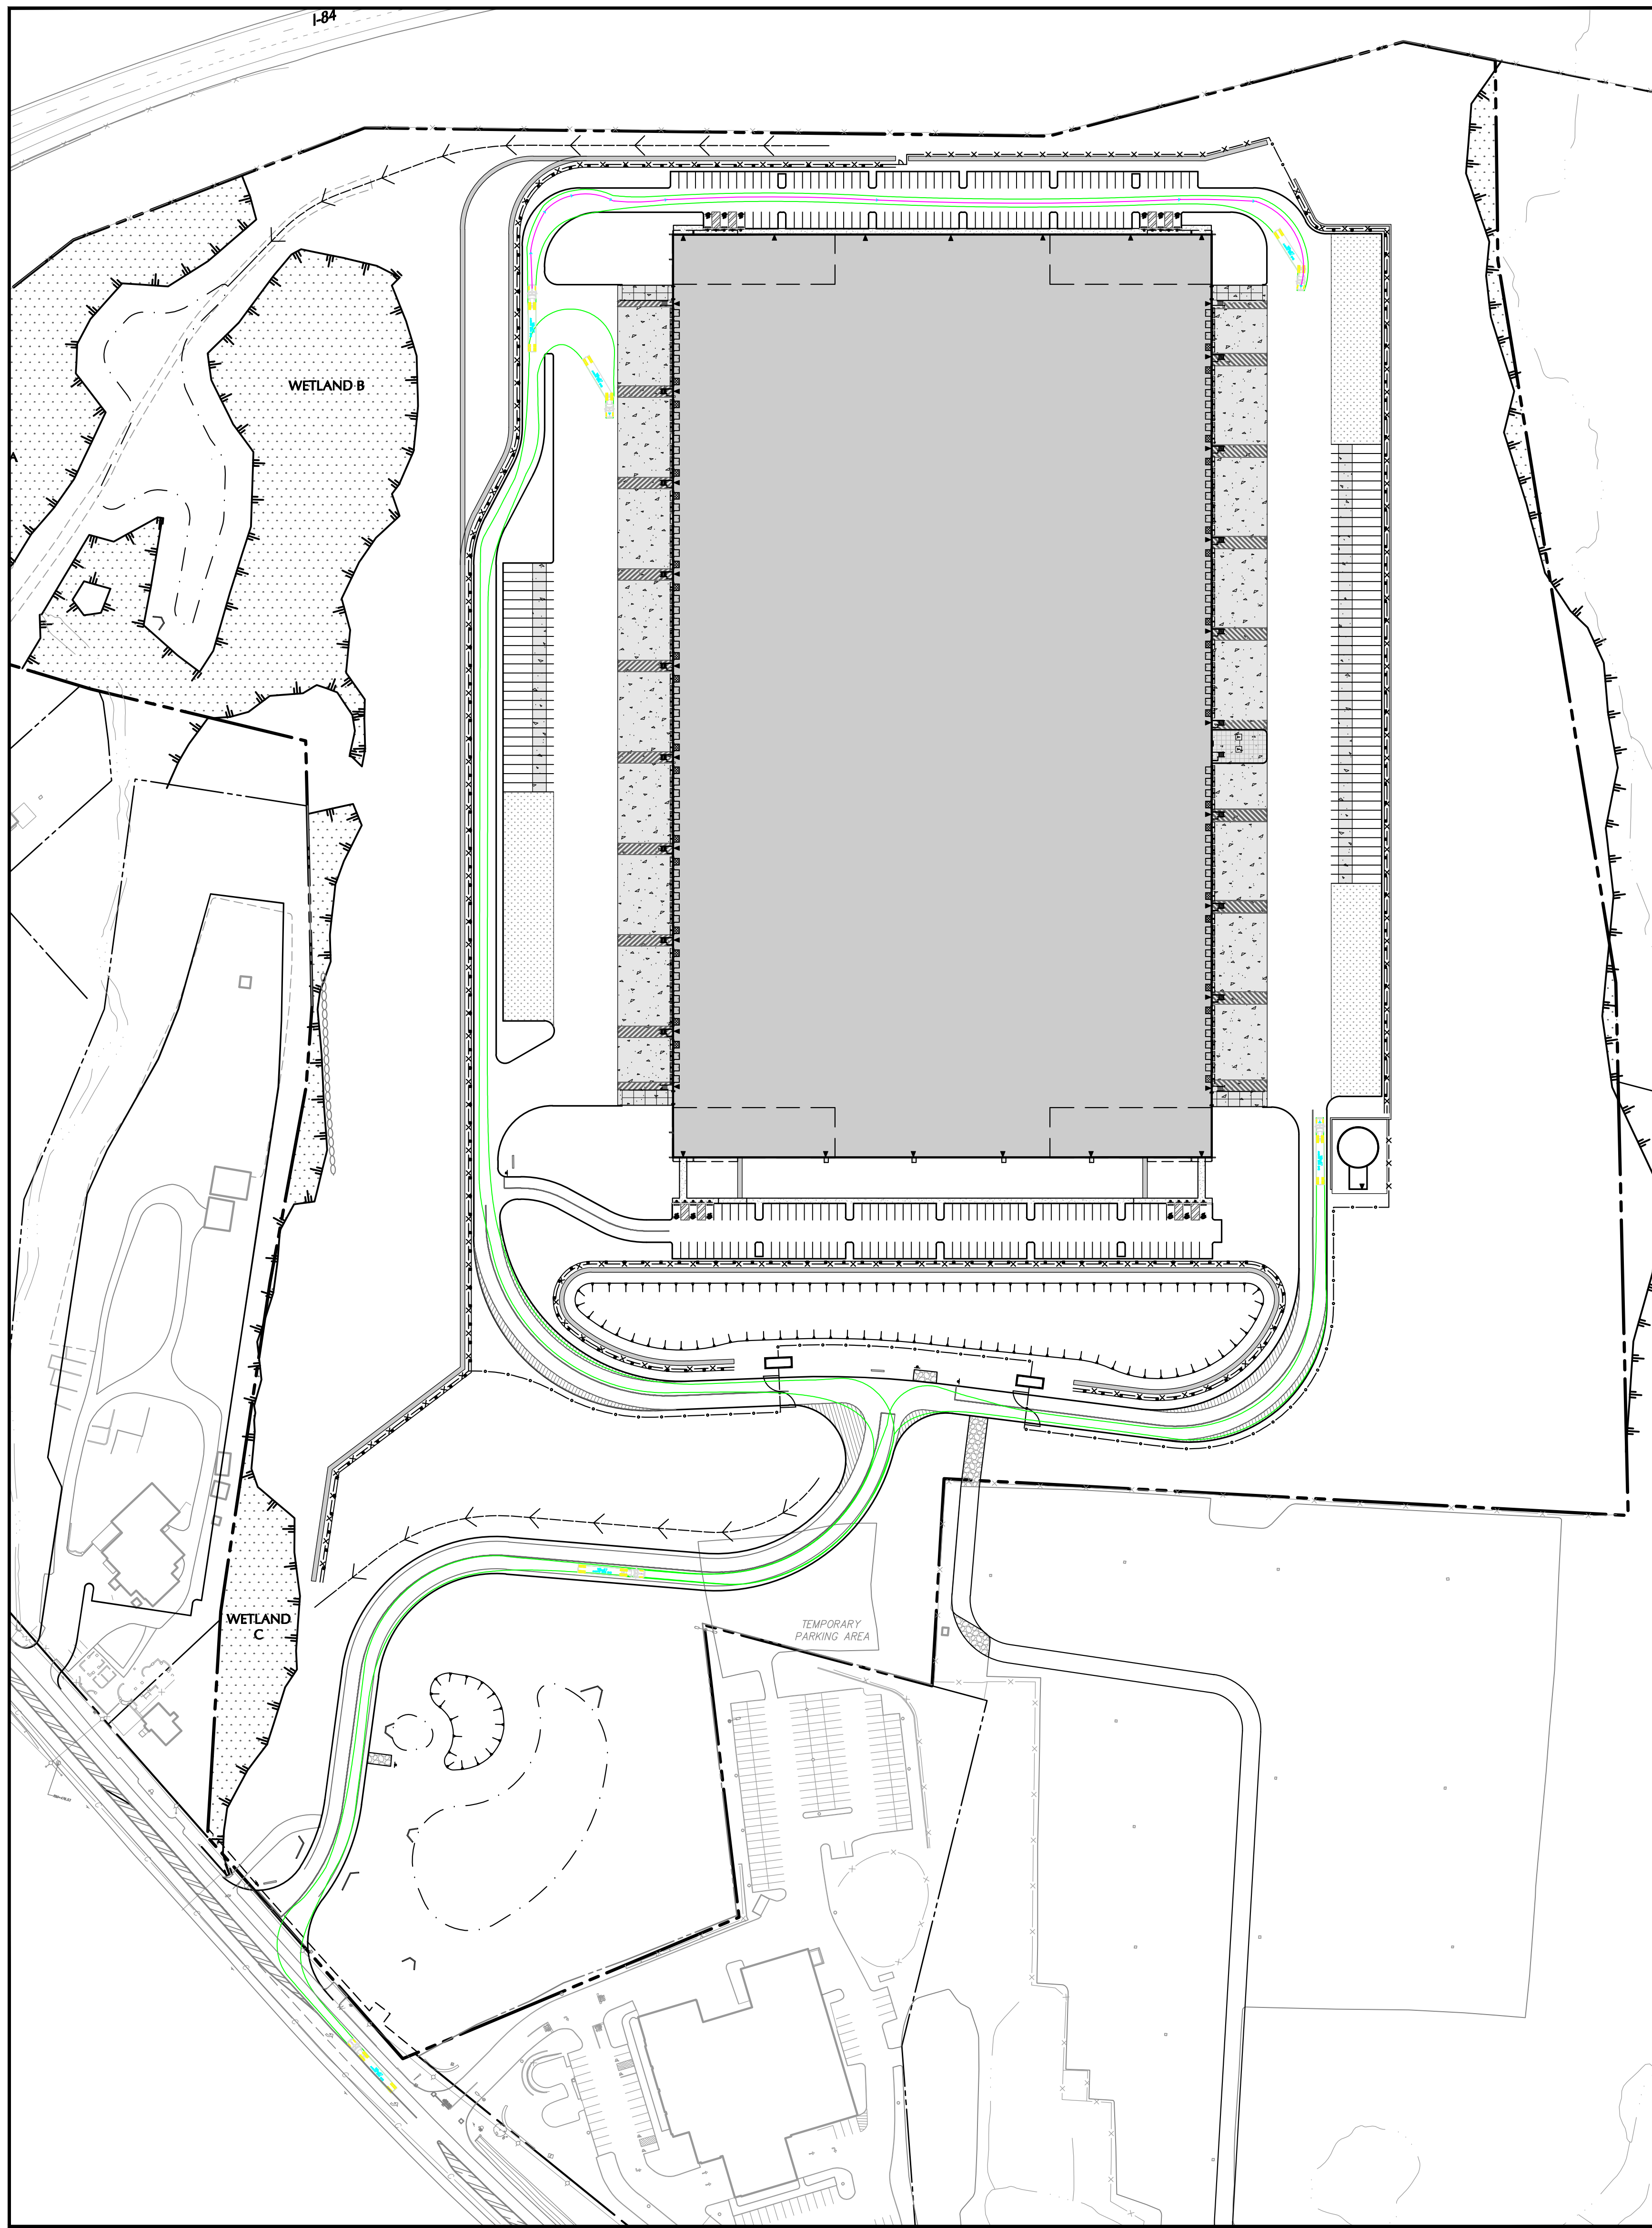 I-84
WETLAND B
A
WETLAND
C
TEMPORARY
PARKING AREA